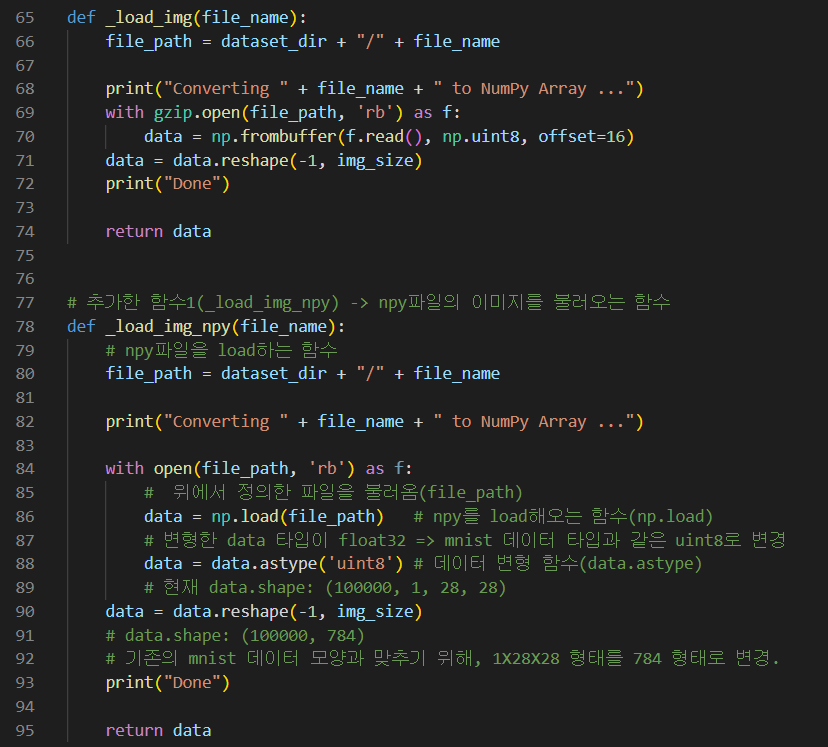 65 def _load_img(file_name):
66     file_path = dataset_dir + "/" + file_name
67
68     print("Converting " + file_name + " to NumPy Array ...")
69     with gzip.open(file_path, 'rb') as f:
70         data = np.frombuffer(f.read(), np.uint8, offset=16)
71     data = data.reshape(-1, img_size)
72     print("Done")
73
74     return data
75
76
77 # 추가한 함수1(_load_img_npy) -> npy파일의 이미지를 불러오는 함수
78 def _load_img_npy(file_name):
79     # npy파일을 load하는 함수
80     file_path = dataset_dir + "/" + file_name
81
82     print("Converting " + file_name + " to NumPy Array ...")
83
84     with open(file_path, 'rb') as f:
85         #  위에서 정의한 파일을 불러옴(file_path)
86         data = np.load(file_path)   # npy를 load해오는 함수(np.load)
87         # 변형한 data 타입이 float32 => mnist 데이터 타입과 같은 uint8로 변경
88         data = data.astype('uint8') # 데이터 변형 함수(data.astype)
89         # 현재 data.shape: (100000, 1, 28, 28)
90     data = data.reshape(-1, img_size)
91     # data.shape: (100000, 784)
92     # 기존의 mnist 데이터 모양과 맞추기 위해, 1X28X28 형태를 784 형태로 변경.
93     print("Done")
94
95     return data